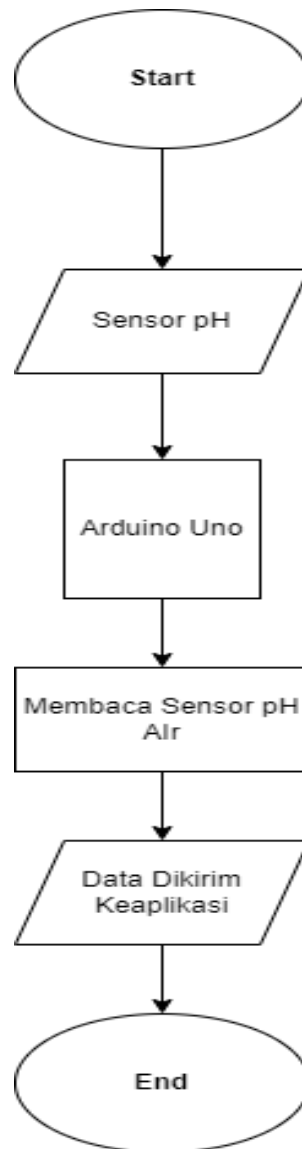 Start
Sensor pH
Arduino Uno
Membaca Sensor pH
AIr
Data Dikirim
Keaplikasi
End